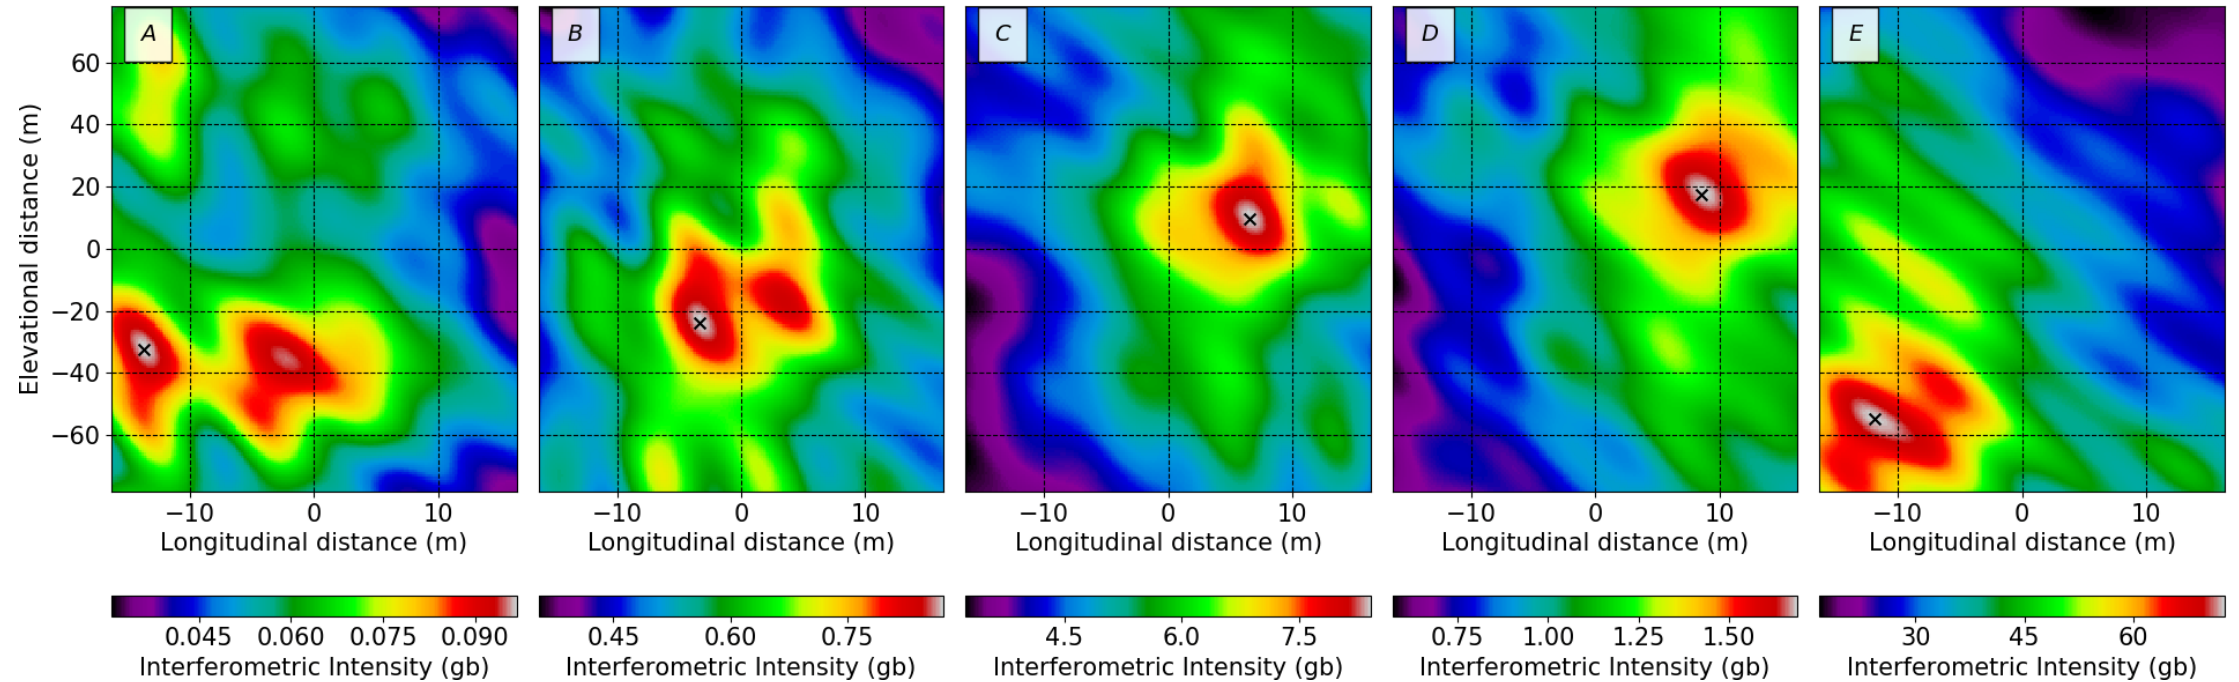 A B C D E
60
40
20
0
−20
−40
−60
Elevational distance (m)
−10 0 10 −10 0 10 −10 0 10 −10 0 10 −10 0 10
Longitudinal distance (m) Longitudinal distance (m) Longitudinal distance (m) Longitudinal distance (m) Longitudinal distance (m)
0.045 0.060 0.075 0.090 0.45 0.60 0.75 4.5 6.0 7.5 0.75 1.00 1.25 1.50 30 45 60
Interferometric Intensity (gb) Interferometric Intensity (gb) Interferometric Intensity (gb) Interferometric Intensity (gb) Interferometric Intensity (gb)